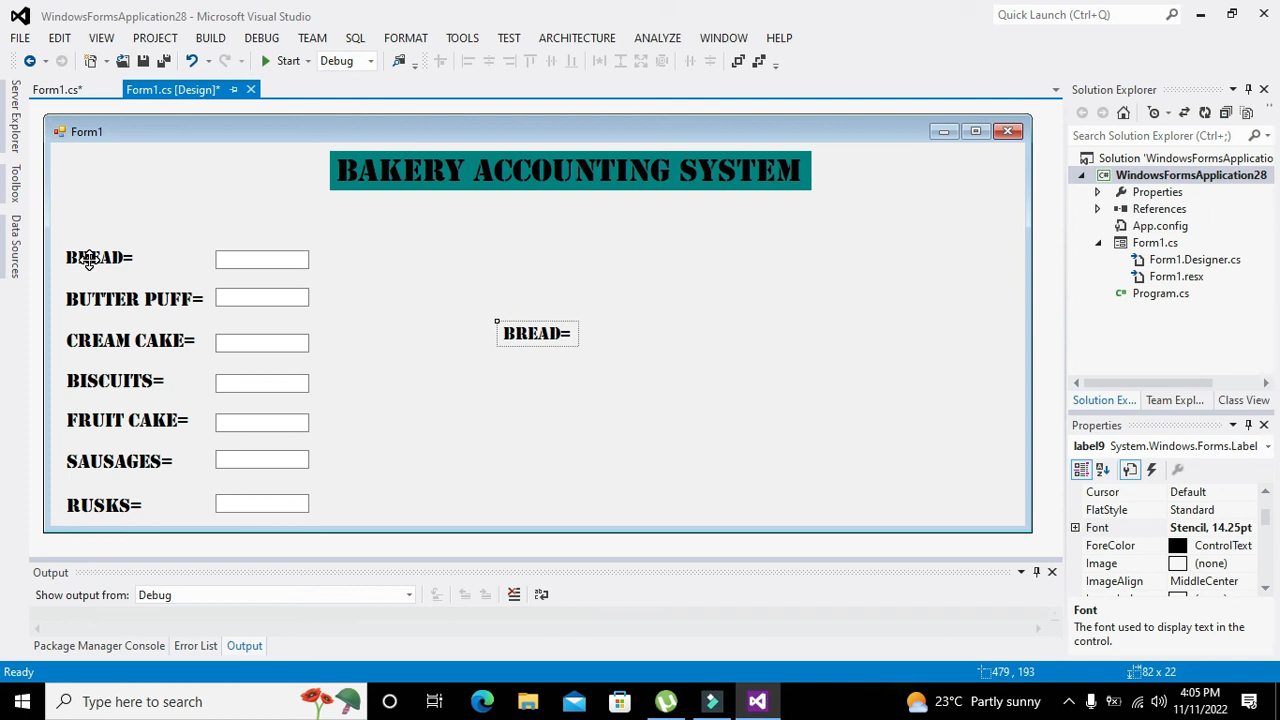 WindowsFormsApplication28 - Microsoft Visual Studio
Quick Launch (Ctrl+Q)
FILE EDIT VIEW PROJECT BUILD DEBUG TEAM SQL FORMAT TOOLS TEST ARCHITECTURE ANALYZE WINDOW HELP
Start Debug
Server Explorer
Toolbox
Data Sources
Form1.cs* Form1.cs [Design]*
Form1
BAKERY ACCOUNTING SYSTEM
BREAD=
BUTTER PUFF=
CREAM CAKE=
BISCUITS=
FRUIT CAKE=
SAUSAGES=
RUSKS=
BREAD=
Solution Explorer
Search Solution Explorer (Ctrl+;)
Solution 'WindowsFormsApplicatio
WindowsFormsApplication28
Properties
References
App.config
Form1.cs
Form1.Designer.cs
Form1.resx
Program.cs
Solution Ex... Team Expl... Class View
Properties
label9 System.Windows.Forms.Label
Cursor Default
FlatStyle Standard
Font Stencil, 14.25pt
ForeColor ControlText
Image (none)
ImageAlign MiddleCenter
Font
The font used to display text in the
control.
Output
Show output from: Debug
Package Manager Console Error List Output
Ready 479 , 193 82 x 22
Type here to search
23°C Partly sunny
4:05 PM
11/11/2022